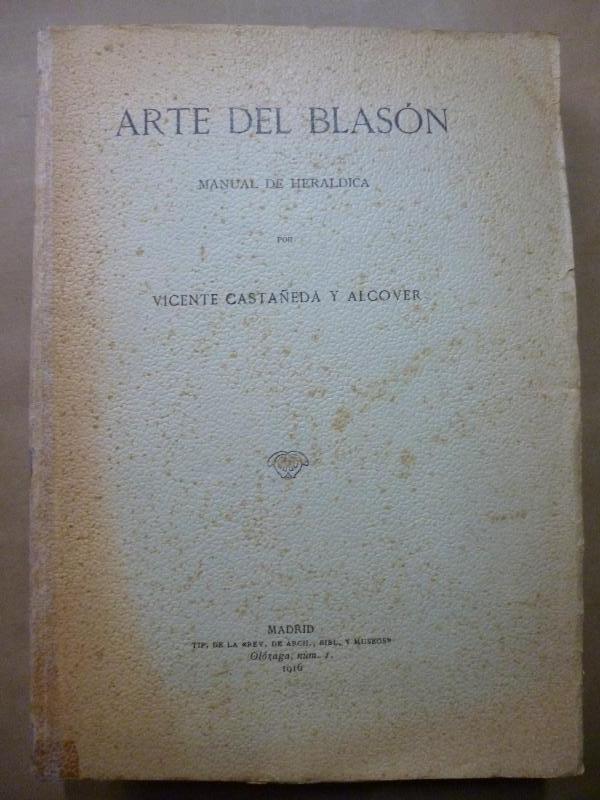 ARTE DEL BLASÓN
MANUAL DE HERALDICA
POR
VICENTE CASTAÑEDA Y ALCOVER
MADRID
TIP. DE LA «REV. DE ARCH., BIBL. Y MUSEOS»
Olózaga, núm. 1.
1916